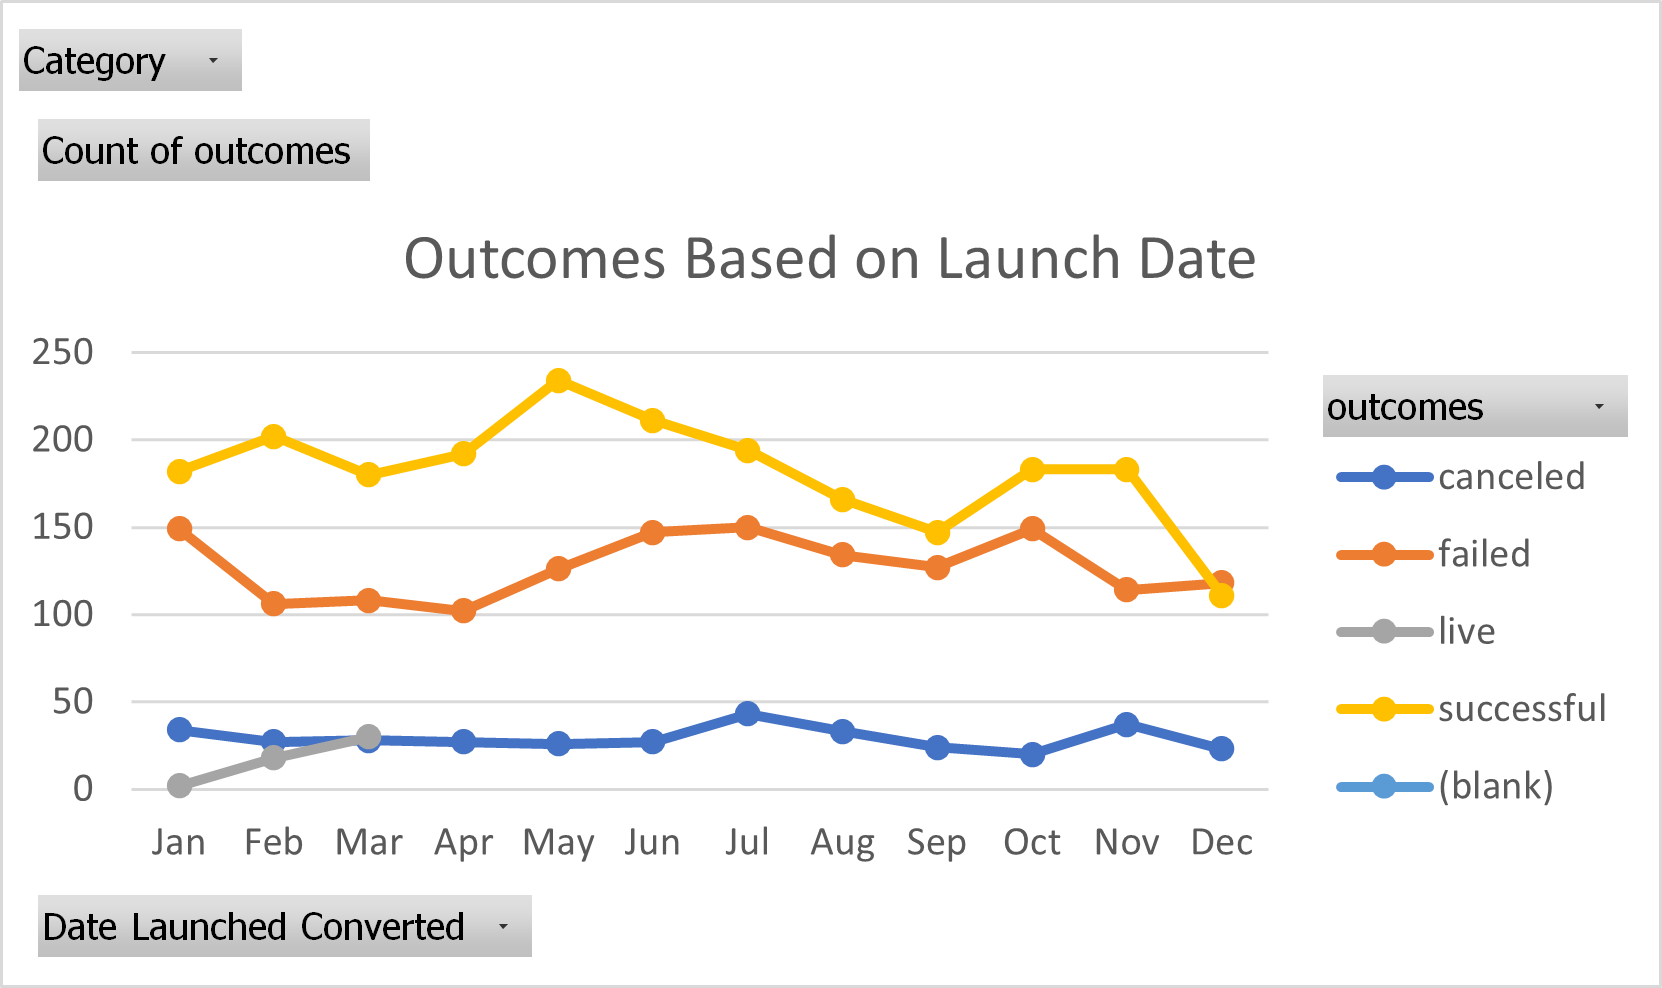 Category
Count of outcomes
Outcomes Based on Launch Date
250
200
150
100
50
0
Jan Feb Mar Apr May Jun Jul Aug Sep Oct Nov Dec
outcomes
canceled
failed
live
successful
(blank)
Date Launched Converted